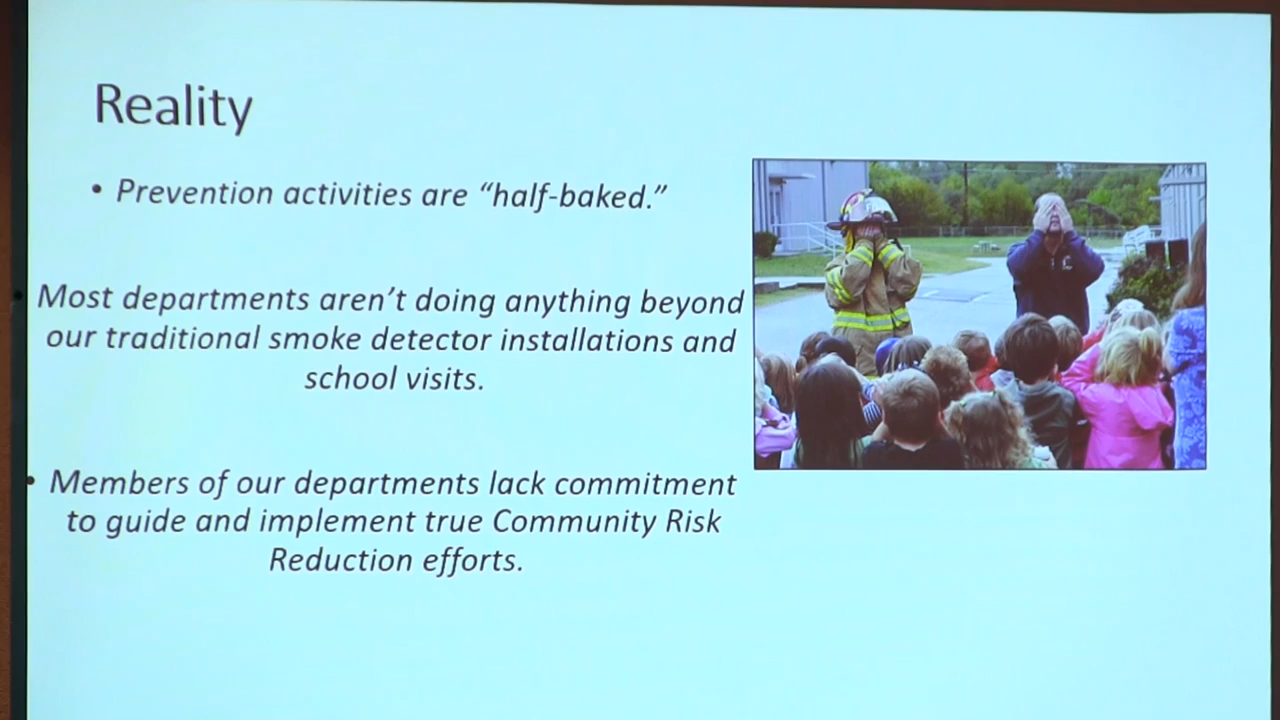 Reality
• Prevention activities are “half-baked.”
• Most departments aren’t doing anything beyond
our traditional smoke detector installations and
school visits.
• Members of our departments lack commitment
to guide and implement true Community Risk
Reduction efforts.